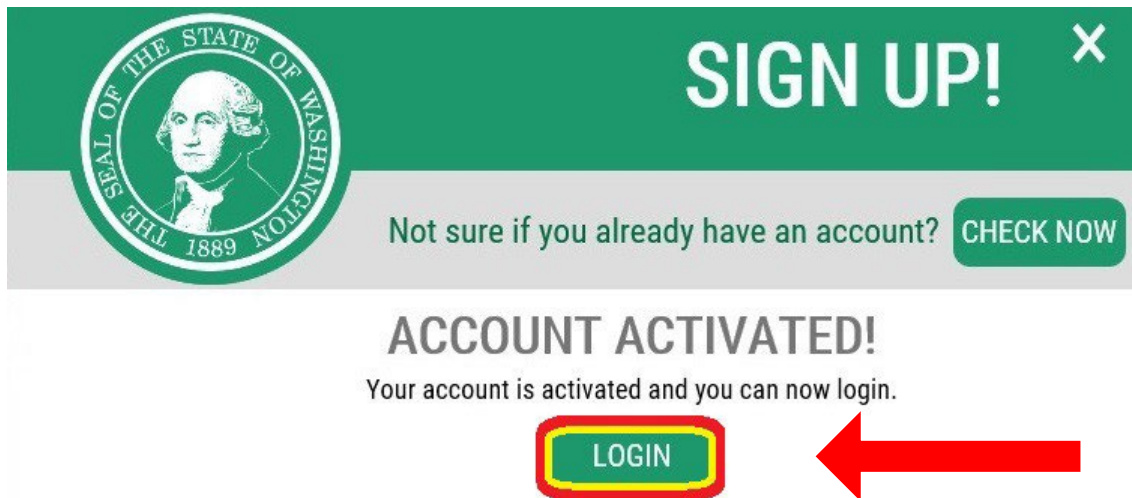 THE SEAL OF THE STATE OF WASHINGTON
1889
SIGN UP!
X
Not sure if you already have an account?
CHECK NOW
ACCOUNT ACTIVATED!
Your account is activated and you can now login.
LOGIN